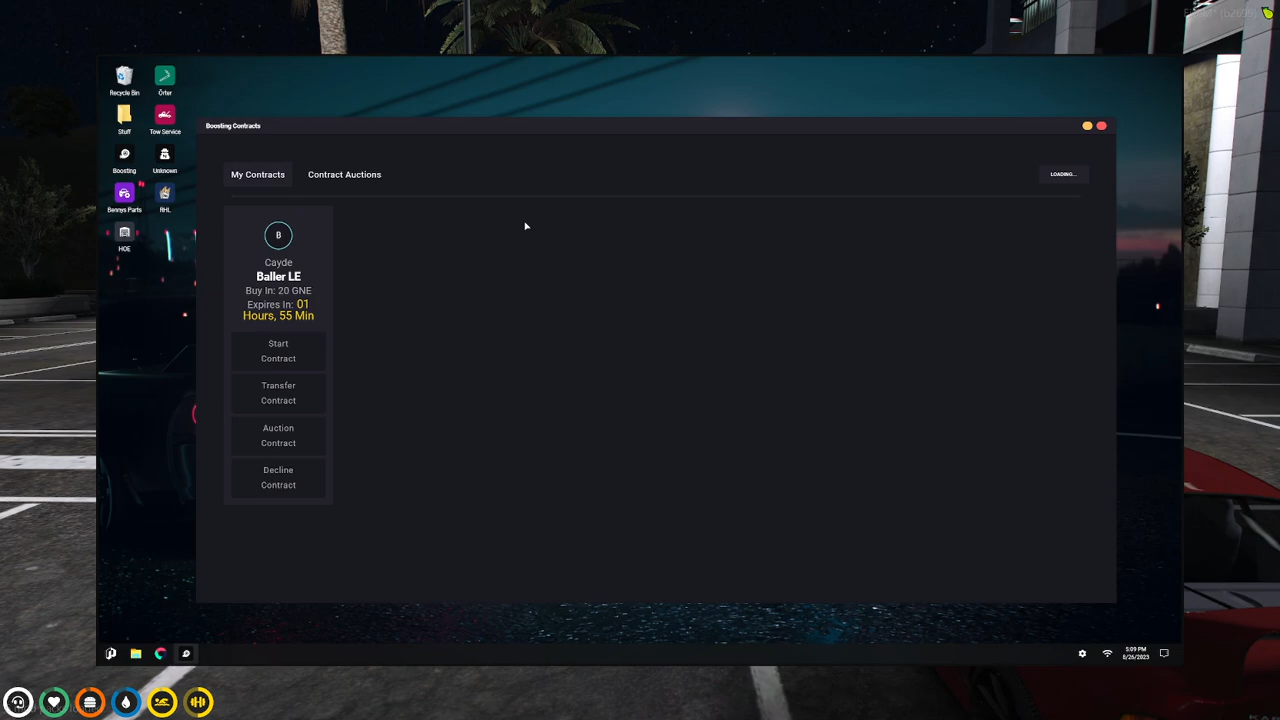 Recycle Bin
Örter
Stuff
Tow Service
Boosting
Unknown
Bennys Parts
RHL
HOE
Boosting Contracts
My Contracts
Contract Auctions
LOADING...
B
Cayde
Baller LE
Buy In: 20 GNE
Expires In: 01
Hours, 55 Min
Start
Contract
Transfer
Contract
Auction
Contract
Decline
Contract
5:09 PM
8/26/2023